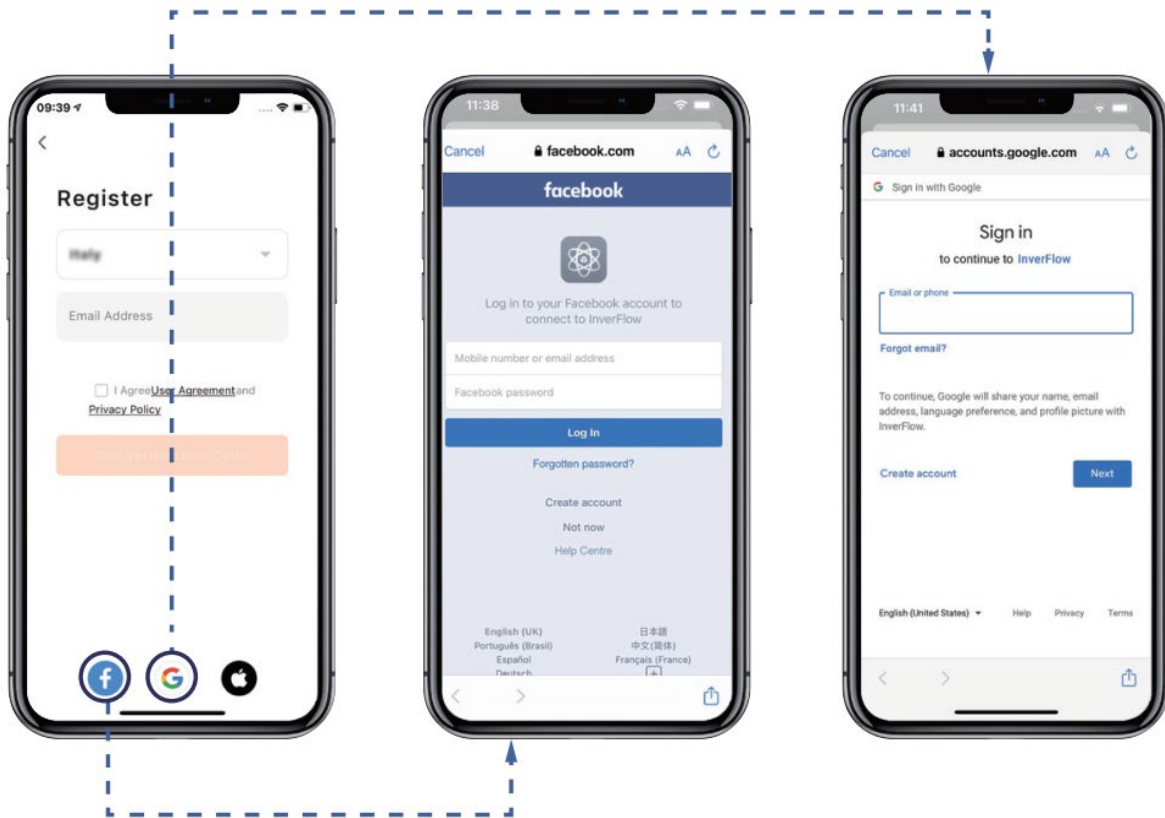 09:39
Register
Italy
Email Address
I AgreeUser Agreementand
Privacy Policy
11:38
Cancel
facebook.com
AA
facebook
Log in to your Facebook account to
connect to InverFlow
Mobile number or email address
Facebook password
Log In
Forgotten password?
Create account
Not now
Help Centre
English (UK)
日本語
Português (Brasil)
中文(简体)
Español
Français (France)
Deutsch
11:41
Cancel
accounts.google.com
AA
Sign in with Google
Sign in
to continue to InverFlow
Email or phone
Forgot email?
To continue, Google will share your name, email
address, language preference, and profile picture with
InverFlow.
Create account
Next
English (United States)
Help
Privacy
Terms